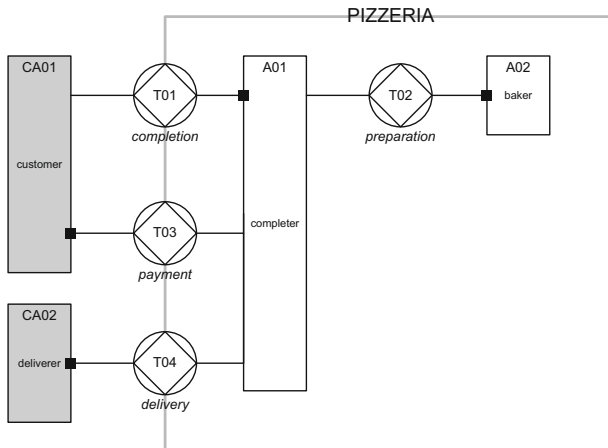 PIZZERIA
CA01
customer
T01
completion
A01
completer
T02
preparation
A02
baker
T03
payment
CA02
deliverer
T04
delivery